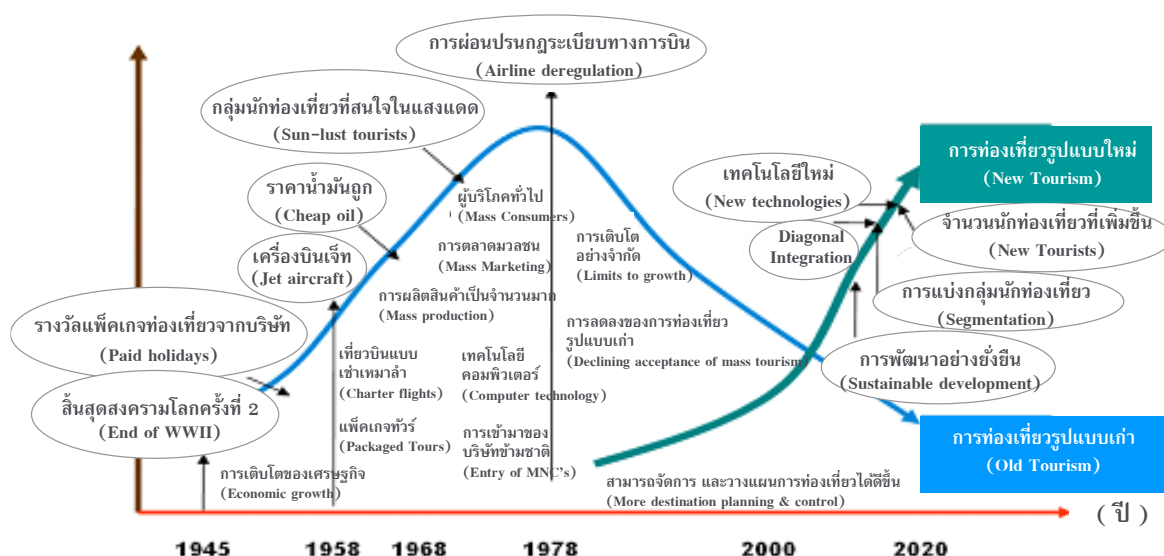 การผ่อนปรนกฎระเบียบทางการบิน
(Airline deregulation)
กลุ่มนักท่องเที่ยวที่สนใจในแสงแดด
(Sun-lust tourists)
ราคาน้ำมันถูก
(Cheap oil)
เครื่องบินเจ็ท
(Jet aircraft)
รางวัลแพ็คเกจท่องเที่ยวจากบริษัท
(Paid holidays)
สิ้นสุดสงครามโลกครั้งที่ 2
(End of WWII)
การเติบโตของเศรษฐกิจ
(Economic growth)
ผู้บริโภคทั่วไป
(Mass Consumers)
การตลาดมวลชน
(Mass Marketing)
การผลิตสินค้าเป็นจำนวนมาก
(Mass production)
เที่ยวบินแบบ
เช่าเหมาลำ
(Charter flights)
แพ็คเกจทัวร์
(Packaged Tours)
เทคโนโลยี
คอมพิวเตอร์
(Computer technology)
การเข้ามาของ
บริษัทข้ามชาติ
(Entry of MNC's)
การเติบโต
อย่างจำกัด
(Limits to growth)
การลดลงของการท่องเที่ยว
รูปแบบเก่า
(Declining acceptance of mass tourism)
สามารถจัดการ และวางแผนการท่องเที่ยวได้ดีขึ้น
(More destination planning & control)
เทคโนโลยีใหม่
(New technologies)
Diagonal
Integration
การท่องเที่ยวรูปแบบใหม่
(New Tourism)
จำนวนนักท่องเที่ยวที่เพิ่มขึ้น
(New Tourists)
การแบ่งกลุ่มนักท่องเที่ยว
(Segmentation)
การพัฒนาอย่างยั่งยืน
(Sustainable development)
การท่องเที่ยวรูปแบบเก่า
(Old Tourism)
(ปี)
1945 1958 1968 1978 2000 2020